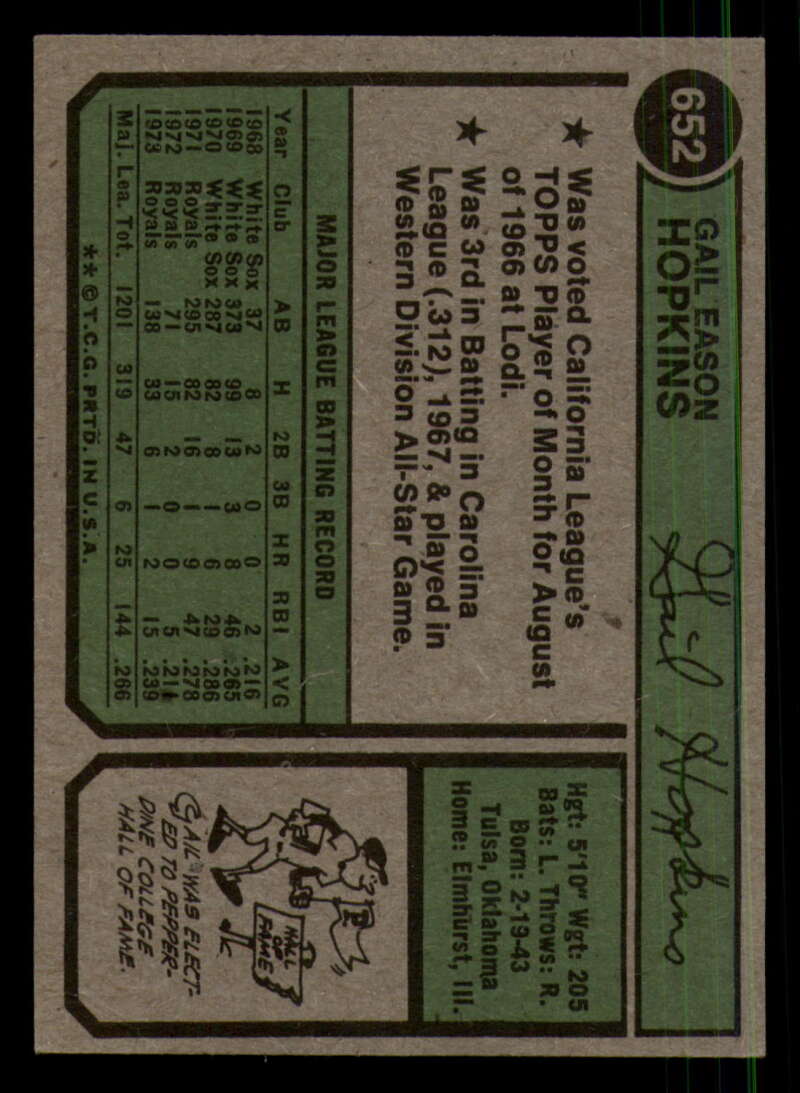 652
GAIL EASON
HOPKINS
Gail Hopkins
★ Was voted California League's
TOPPS Player of Month for August
of 1966 at Lodi.
★ Was 3rd in Batting in Carolina
League (.312), 1967, & played in
Western Division All-Star Game.
MAJOR LEAGUE BATTING RECORD
Year Club AB H 2B 3B HR RBI AVG
1968 White Sox 37 8 2 0 0 2 .216
1969 White Sox 373 99 13 3 8 46 .265
1970 White Sox 287 82 8 1 6 29 .286
1971 Royals 295 82 16 1 9 47 .278
1972 Royals 71 15 2 0 0 5 .211
1973 Royals 138 33 6 1 2 15 .239
Maj. Lea. Tot. 1201 319 47 6 25 144 .266
** © T.C.G. PRTD. IN U.S.A.
Hgt: 5'10" Wgt: 205
Bats: L. Throws: R.
Born: 2-19-43
Tulsa, Oklahoma
Home: Elmhurst, Ill.
P
HALL
OF
FAME
GAIL WAS ELECT-
ED TO PEPPER-
DINE COLLEGE
HALL OF FAME.